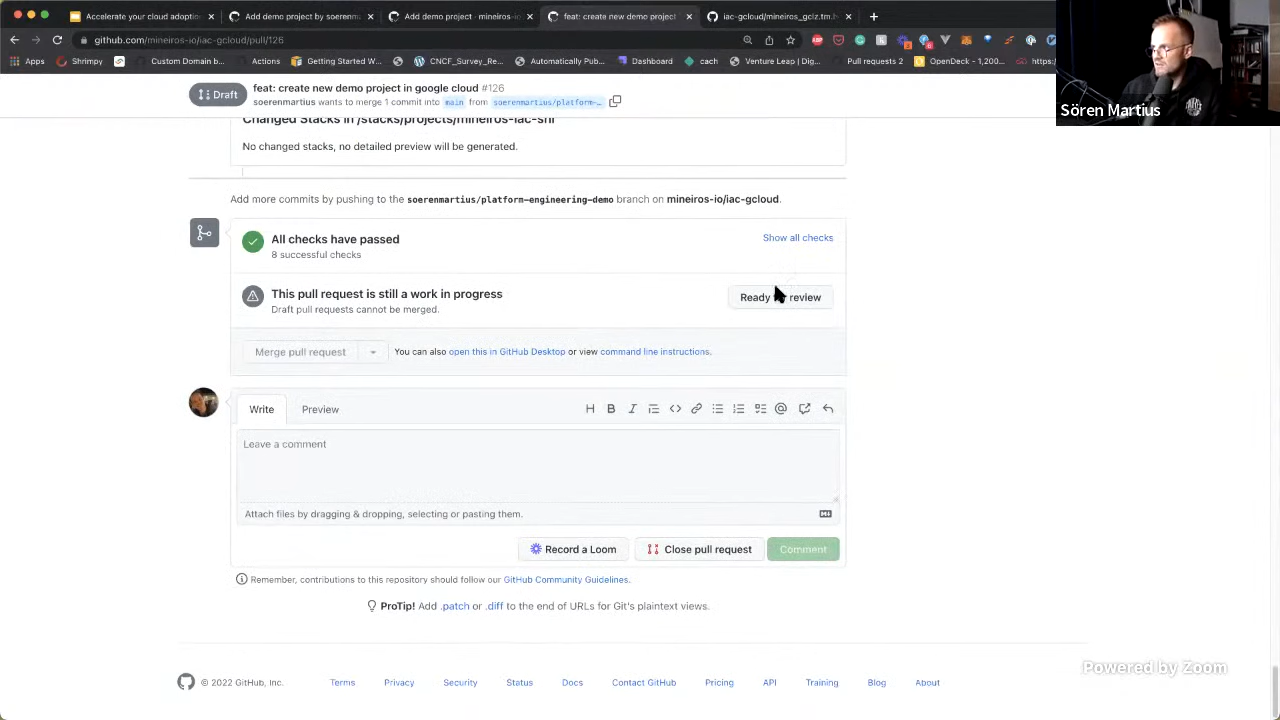 Accelerate your cloud adoptio
Add demo project by soerenma
Add demo project - mineiros-io
feat: create new demo project
iac-gcloud/mineiros_gclz.tm.h
github.com/mineiros-io/iac-gcloud/pull/126
Apps
Shrimpy
Custom Domain b...
Actions
Getting Started W...
CNCF_Survey_Re...
Automatically Pub...
Dashboard
cach
Venture Leap | Dig...
OpenDeck - 1,200...
Draft
feat: create new demo project in google cloud #126
soerenmartius wants to merge 1 commit into main from soerenmartius/platform-...
Sören Martius
Changed Stacks in /stacks/projects/mineiros-iac-snr
No changed stacks, no detailed preview will be generated.
Add more commits by pushing to the soerenmartius/platform-engineering-demo branch on mineiros-io/iac-gcloud.
All checks have passed
Show all checks
8 successful checks
This pull request is still a work in progress
Ready review
Draft pull requests cannot be merged.
Merge pull request
You can also open this in GitHub Desktop or view command line instructions.
Write
Preview
Leave a comment
Attach files by dragging & dropping, selecting or pasting them.
Record a Loom
Close pull request
Comment
Remember, contributions to this repository should follow our GitHub Community Guidelines.
ProTip! Add .patch or .diff to the end of URLs for Git's plaintext views.
Powered by Zoom
© 2022 GitHub, Inc.
Terms
Privacy
Security
Status
Docs
Contact GitHub
Pricing
API
Training
Blog
About